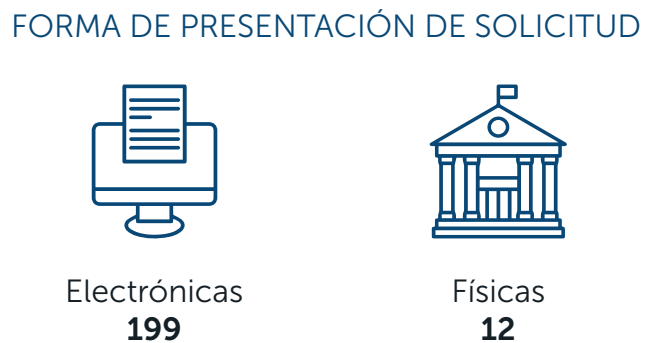 FORMA DE PRESENTACIÓN DE SOLICITUD
Electrónicas
199
Físicas
12